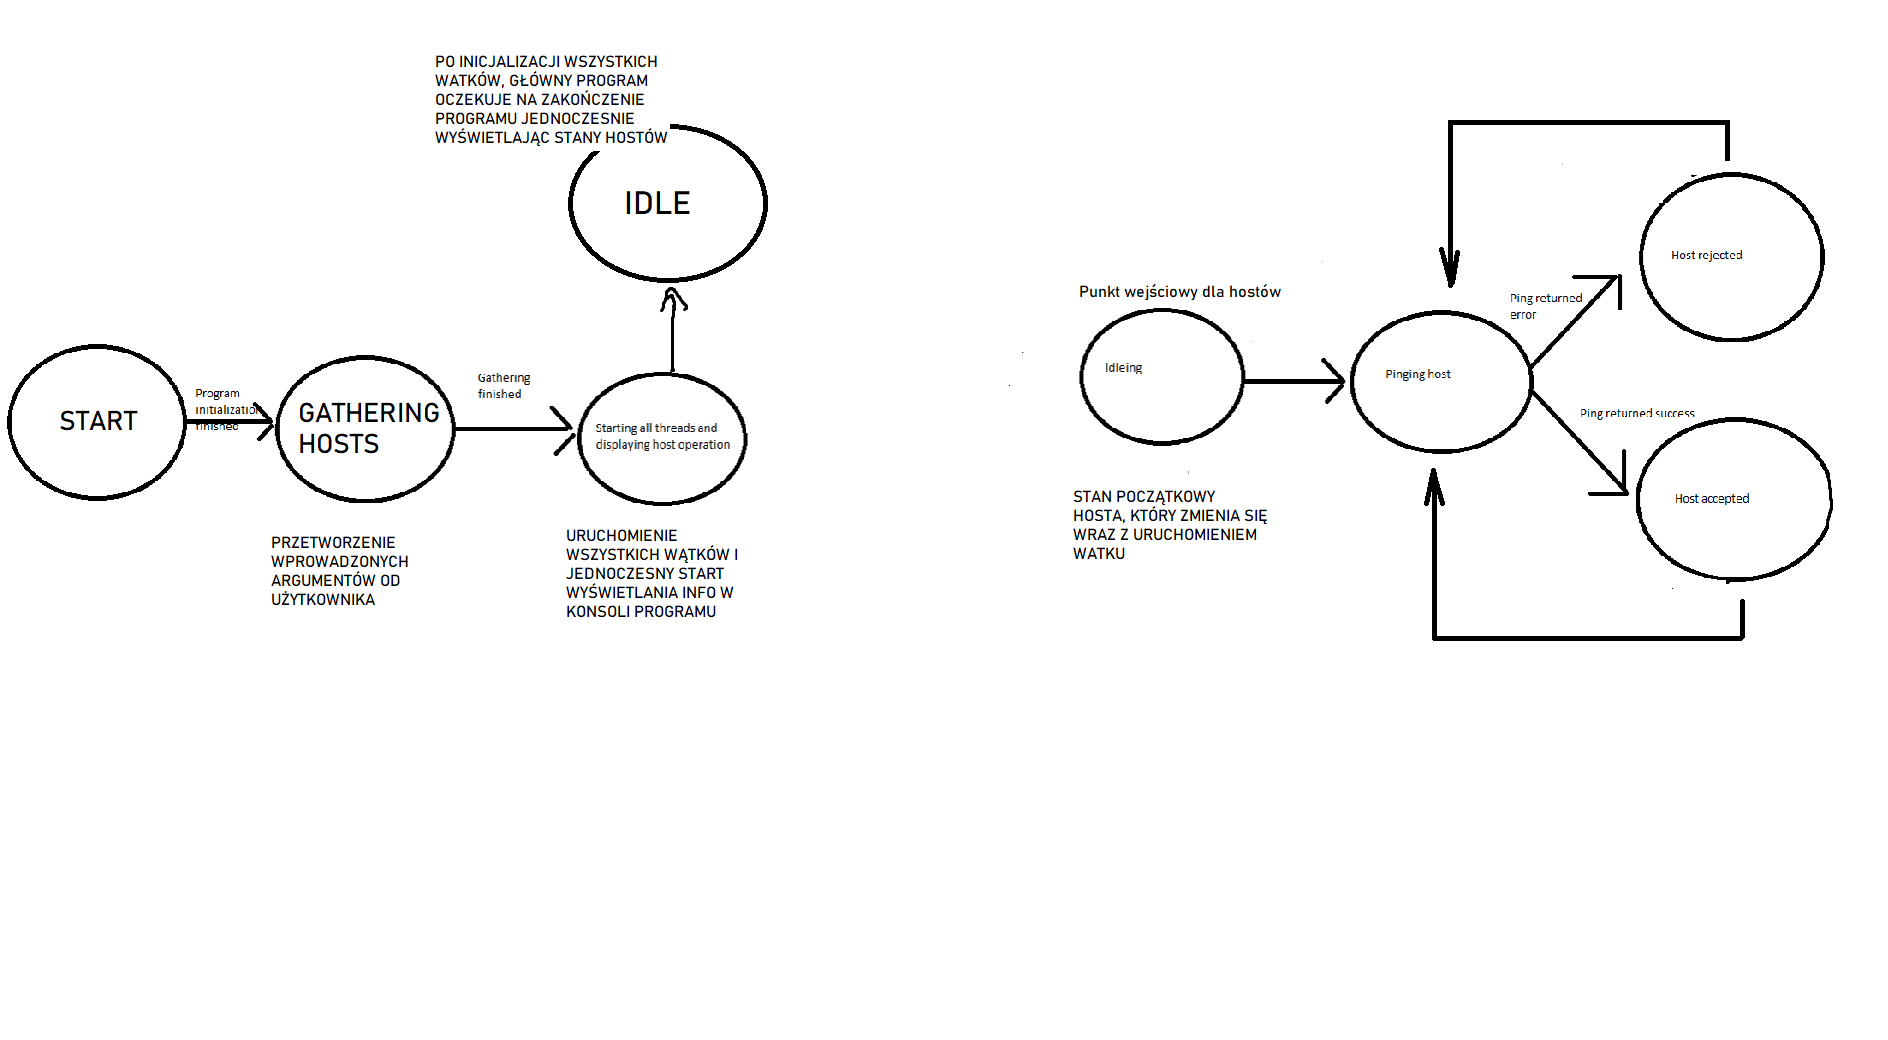 PO INICJALIZACJI WSZYSTKICH
WATKÓW, GŁÓWNY PROGRAM
OCZEKUJE NA ZAKOŃCZENIE
PROGRAMU JEDNOCZESNIE
WYŚWIETLAJĄC STANY HOSTÓW
IDLE
START
Program
initialization
finished
GATHERING
HOSTS
Gathering
finished
Starting all threads and
displaying host operation
PRZETWORZENIE
WPROWADZONYCH
ARGUMENTÓW OD
UŻYTKOWNIKA
URUCHOMIENIE
WSZYSTKICH WĄTKÓW I
JEDNOCZESNY START
WYŚWIETLANIA INFO W
KONSOLI PROGRAMU
Punkt wejściowy dla hostów
Idleing
STAN POCZĄTKOWY
HOSTA, KTÓRY ZMIENIA SIĘ
WRAZ Z URUCHOMIENIEM
WATKU
Pinging host
Ping returned
error
Host rejected
Ping returned success
Host accepted